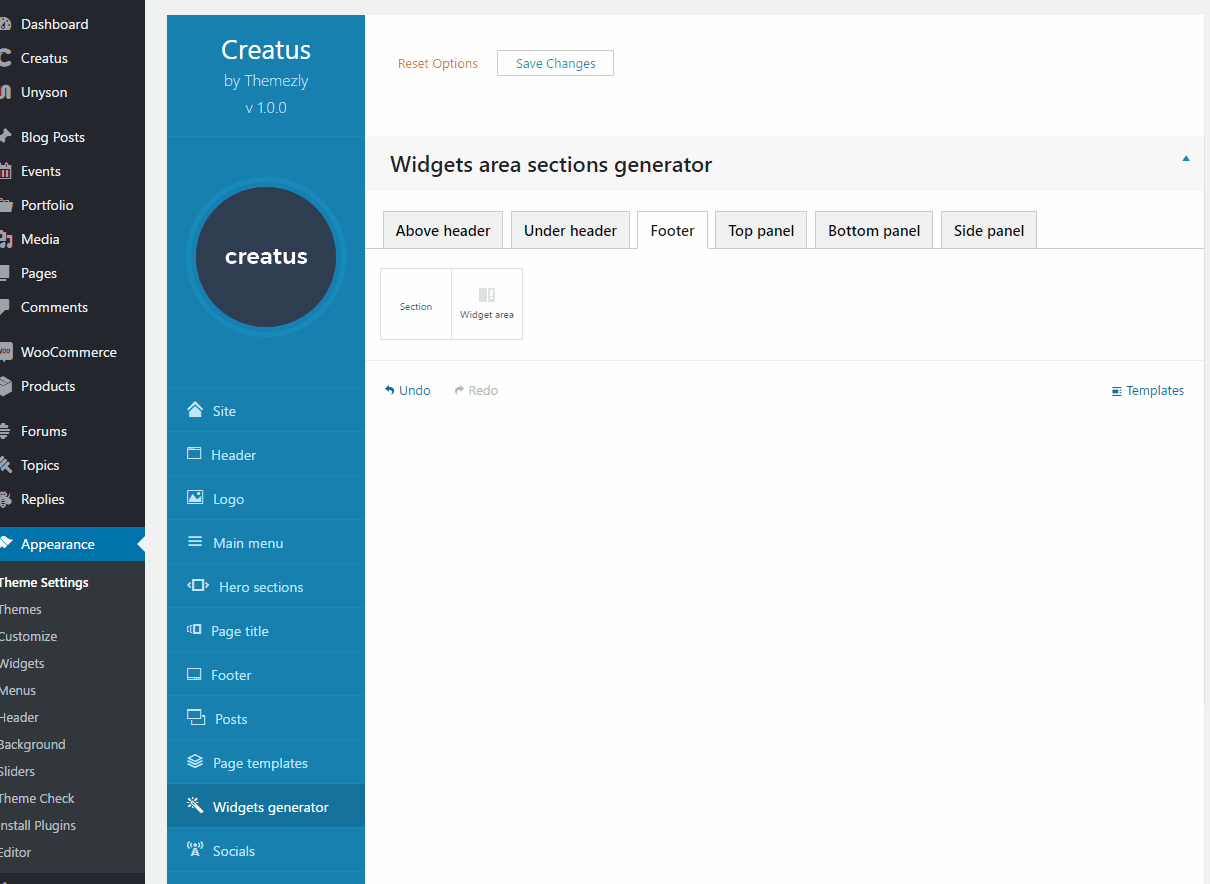 Dashboard
Creatus
Unyson
Blog Posts
Events
Portfolio
Media
Pages
Comments
WooCommerce
Products
Forums
Topics
Replies
Appearance
Theme Settings
Themes
Customize
Widgets
Menus
Header
Background
Sliders
Theme Check
Install Plugins
Editor
Creatus
by Themezly
v 1.0.0
creatus
Site
Header
Logo
Main menu
Hero sections
Page title
Footer
Posts
Page templates
Widgets generator
Socials
Reset Options Save Changes
Widgets area sections generator
Above header Under header Footer Top panel Bottom panel Side panel
Section Widget area
Undo Redo Templates